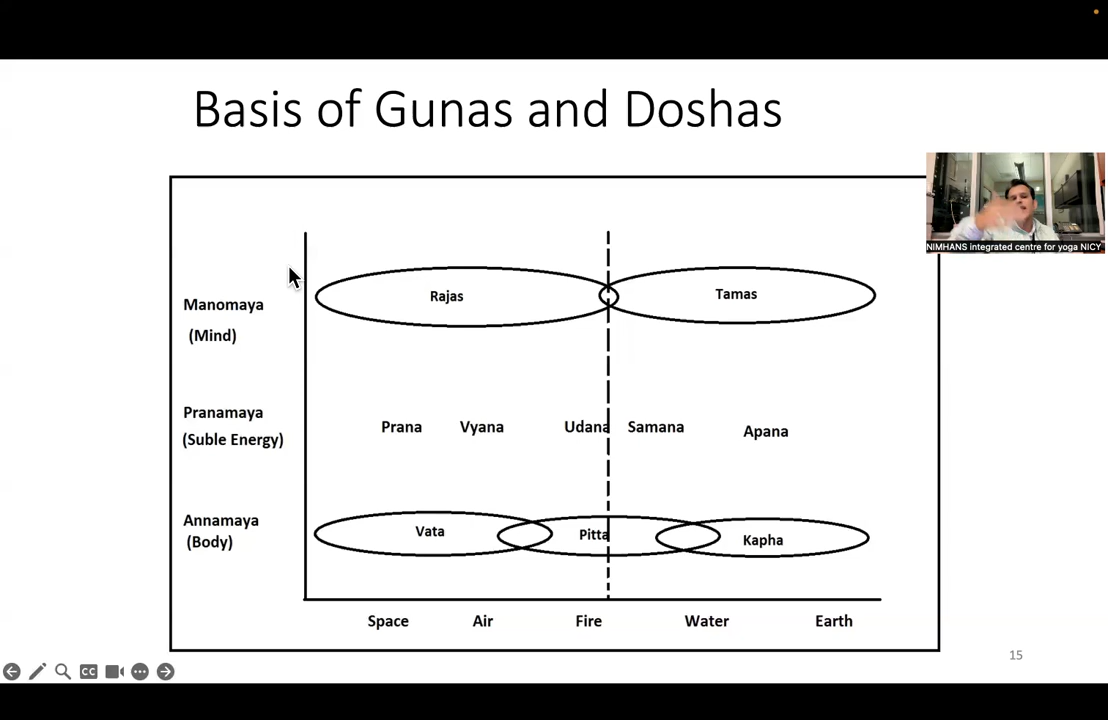 Basis of Gunas and Doshas
NIMHANS integrated centre for yoga NICY
Rajas
Tamas
Manomaya
(Mind)
Pranamaya
(Suble Energy)
Prana
Vyana
Udana
Samana
Apana
Annamaya
(Body)
Vata
Pitta
Kapha
Space
Air
Fire
Water
Earth
15
CC